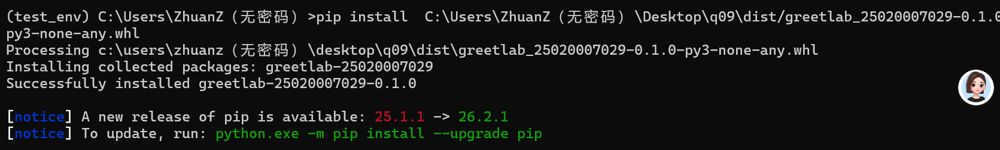 (test_env) C:\Users\ZhuanZ（无密码）>pip install  C:\Users\ZhuanZ（无密码）\Desktop\q09\dist/greetlab_25020007029-0.1.0
py3-none-any.whl
Processing c:\users\zhuanz（无密码）\desktop\q09\dist\greetlab_25020007029-0.1.0-py3-none-any.whl
Installing collected packages: greetlab-25020007029
Successfully installed greetlab-25020007029-0.1.0
[notice] A new release of pip is available: 25.1.1 -> 26.2.1
[notice] To update, run: python.exe -m pip install --upgrade pip